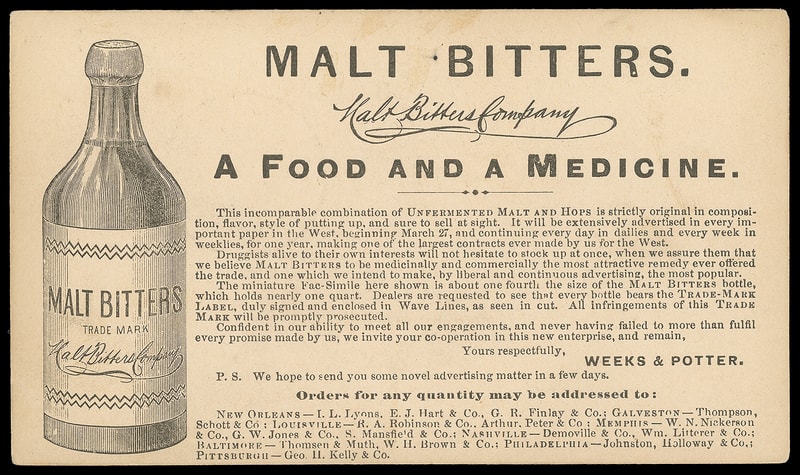 MALT BITTERS.
Malt Bitters Company
A FOOD AND A MEDICINE.
This incomparable combination of UNFERMENTED MALT AND HOPS is strictly original in composi-
tion, flavor, style of putting up, and sure to sell at sight. It will be extensively advertised in every im-
portant paper in the West, beginning March 27, and continuing every day in dailies and every week in
weeklies, for one year, making one of the largest contracts ever made by us for the West.
Druggists alive to their own interests will not hesitate to stock up at once, when we assure them that
we believe MALT BITTERS to be medicinally and commercially the most attractive remedy ever offered
the trade, and one which we intend to make, by liberal and continuous advertising, the most popular.
The miniature Fac-Simile here shown is about one fourth the size of the MALT BITTERS bottle,
which holds nearly one quart. Dealers are requested to see that every bottle bears the TRADE-MARK
LABEL, duly signed and enclosed in Wave Lines, as seen in cut. All infringements of this TRADE
MARK will be promptly prosecuted.
Confident in our ability to meet all our engagements, and never having failed to more than fulfil
every promise made by us, we invite your co-operation in this new enterprise, and remain,
Yours respectfully,
WEEKS & POTTER.
P. S. We hope to send you some novel advertising matter in a few days.
Orders for any quantity may be addressed to:
NEW ORLEANS — I. L. Lyons, E. J. Hart & Co., G. R. Finlay & Co.; GALVESTON — Thompson,
Schott & Co; LOUISVILLE — R. A. Robinson & Co., Arthur. Peter & Co; MEMPHIS — W. N. Nickerson
& Co., G. W. Jones & Co., S. Mansfield & Co.; NASHVILLE — Demoville & Co., Wm. Litterer & Co.;
BALTIMORE — Thomsen & Muth, W. H. Brown & Co.; PHILADELPHIA — Johnston, Holloway & Co.;
PITTSBURGH — Geo. H. Kelly & Co.
MALT BITTERS
TRADE MARK
Malt Bitters Company